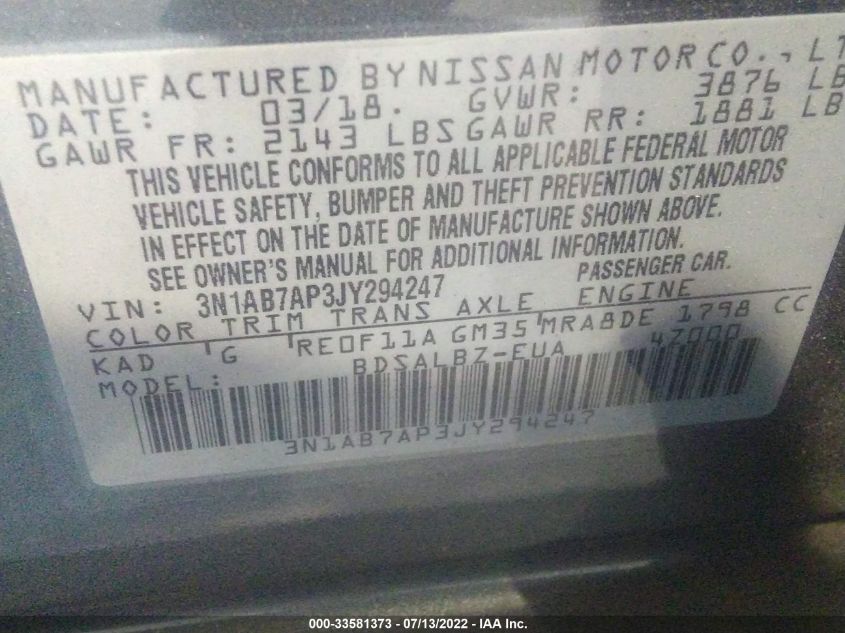 MANUFACTURED BY NISSAN MOTOR CO., LT
DATE: 03/18. GVWR: 3876 LB
GAWR FR: 2143 LBS GAWR RR: 1881 LB
THIS VEHICLE CONFORMS TO ALL APPLICABLE FEDERAL MOTOR
VEHICLE SAFETY, BUMPER AND THEFT PREVENTION STANDARDS
IN EFFECT ON THE DATE OF MANUFACTURE SHOWN ABOVE.
SEE OWNER'S MANUAL FOR ADDITIONAL INFORMATION.
VIN: 3N1AB7AP3JY294247 PASSENGER CAR.
COLOR TRIM TRANS AXLE ENGINE
KAD G RE0F11A GM35 MRA8DE 1798 CC
MODEL: BDSALBZ-EUA 47000
3N1AB7AP3JY294247
000-33581373 - 07/13/2022 - IAA Inc.